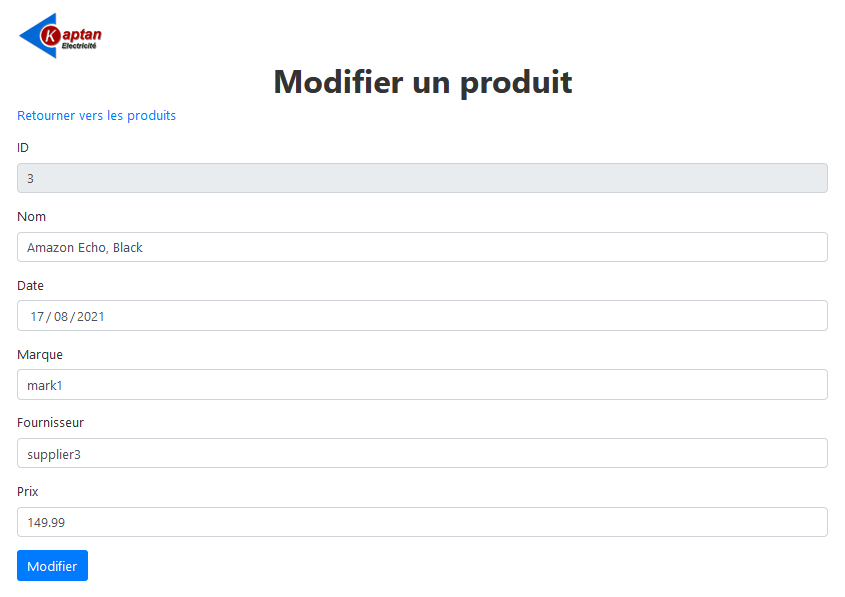 Kaptan
Electricité
Modifier un produit
Retourner vers les produits
ID
3
Nom
Amazon Echo, Black
Date
17/08/2021
Marque
mark1
Fournisseur
supplier3
Prix
149.99
Modifier